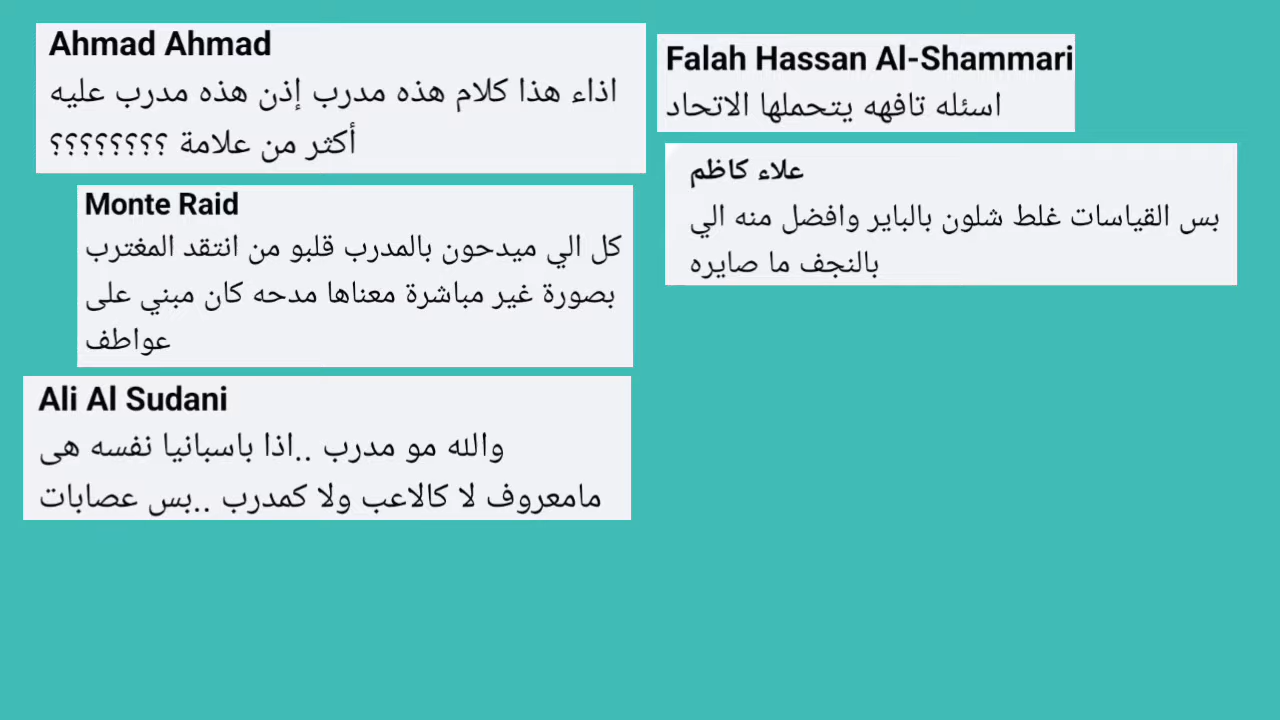 Ahmad Ahmad
اذاء هذا كلام هذه مدرب إذن هذه مدرب عليه
أكثر من علامة ؟؟؟؟؟؟؟؟
Monte Raid
كل الي ميدحون بالمدرب قلبو من انتقد المغترب
بصورة غير مباشرة معناها مدحه كان مبني على
عواطف
Ali Al Sudani
والله مو مدرب ..اذا باسبانيا نفسه هى
مامعروف لا كالاعب ولا كمدرب ..بس عصابات
Falah Hassan Al-Shammari
اسئله تافهه يتحملها الاتحاد
علاء كاظم
بس القياسات غلط شلون بالباير وافضل منه الي
بالنجف ما صايره